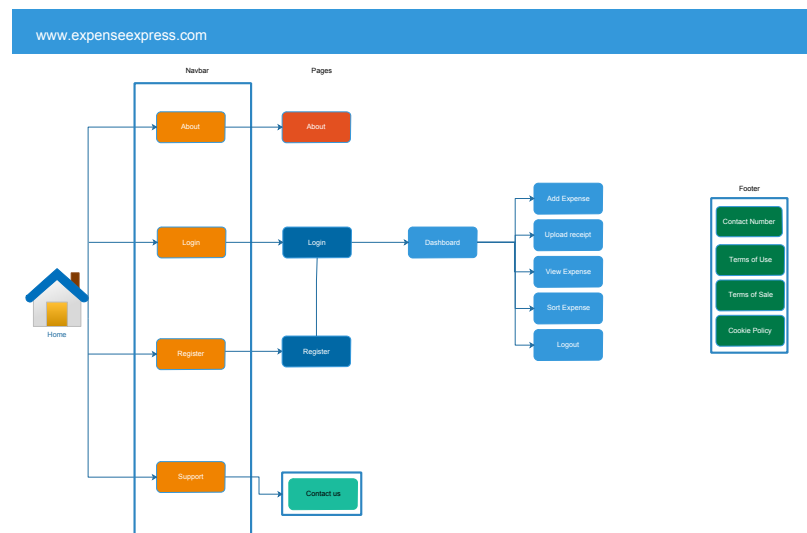 www.expenseexpress.com
Navbar
Pages
About
About
Add Expense
Footer
Upload receipt
Contact Number
Login
Login
Dashboard
View Expense
Terms of Use
Sort Expense
Terms of Sale
Home
Register
Register
Logout
Cookie Policy
Support
Contact us